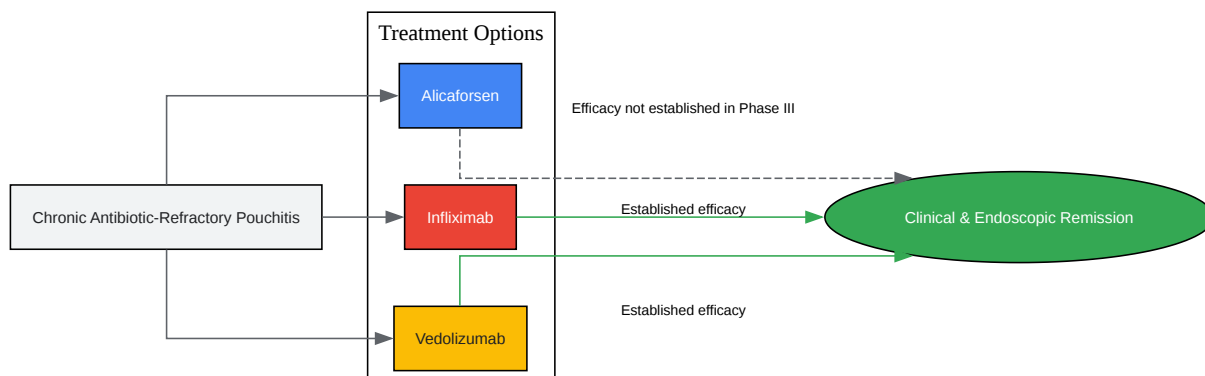 Treatment Options
Alicaforsen
Efficacy not established in Phase III
Chronic Antibiotic-Refractory Pouchitis
Infliximab
Established efficacy
Clinical & Endoscopic Remission
Vedolizumab
Established efficacy